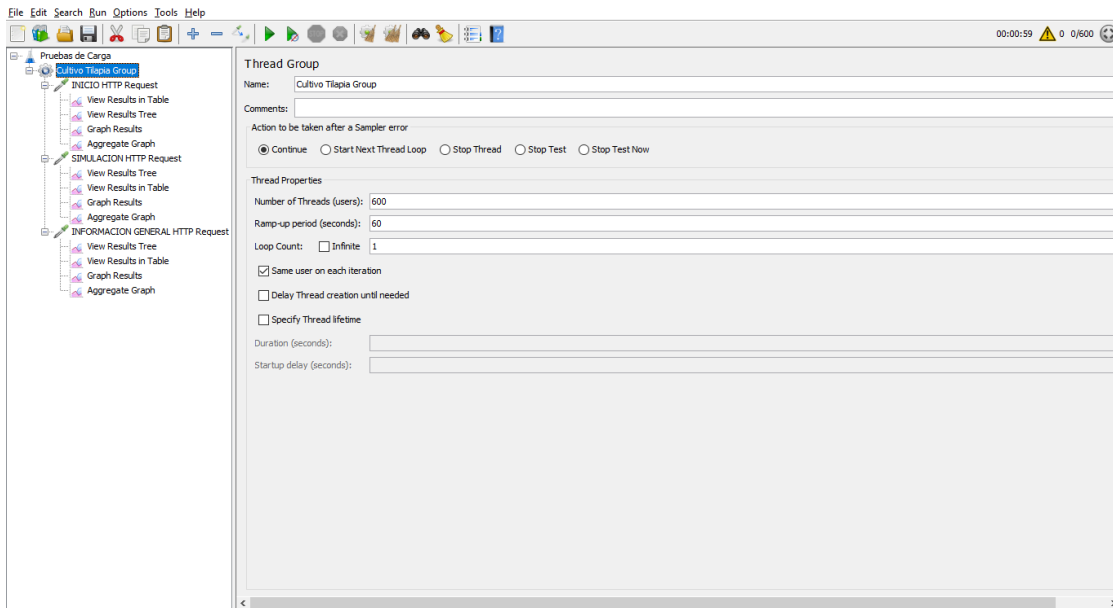 File Edit Search Run Options Tools Help
00:00:59 0 0/600
Pruebas de Carga
Cultivo Tilapia Group
INICIO HTTP Request
View Results in Table
View Results Tree
Graph Results
Aggregate Graph
SIMULACION HTTP Request
View Results Tree
View Results in Table
Graph Results
Aggregate Graph
INFORMACION GENERAL HTTP Request
View Results Tree
View Results in Table
Graph Results
Aggregate Graph
Thread Group
Name: Cultivo Tilapia Group
Comments:
Action to be taken after a Sampler error
Continue Start Next Thread Loop Stop Thread Stop Test Stop Test Now
Thread Properties
Number of Threads (users): 600
Ramp-up period (seconds): 60
Loop Count: Infinite 1
Same user on each iteration
Delay Thread creation until needed
Specify Thread lifetime
Duration (seconds):
Startup delay (seconds):